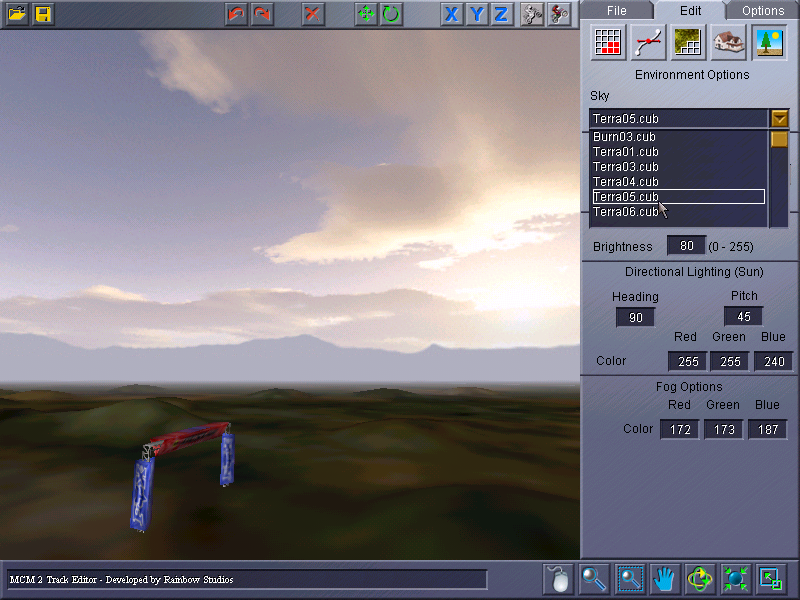 File Edit Options
X Y Z
Environment Options
Sky
Terra05.cub
Burn03.cub
Terra01.cub
Terra03.cub
Terra04.cub
Terra05.cub
Terra06.cub
Brightness 80 (0 - 255)
Directional Lighting (Sun)
Heading Pitch
90 45
Red Green Blue
Color 255 255 240
Fog Options
Red Green Blue
Color 172 173 187
MCM 2 Track Editor - Developed by Rainbow Studios